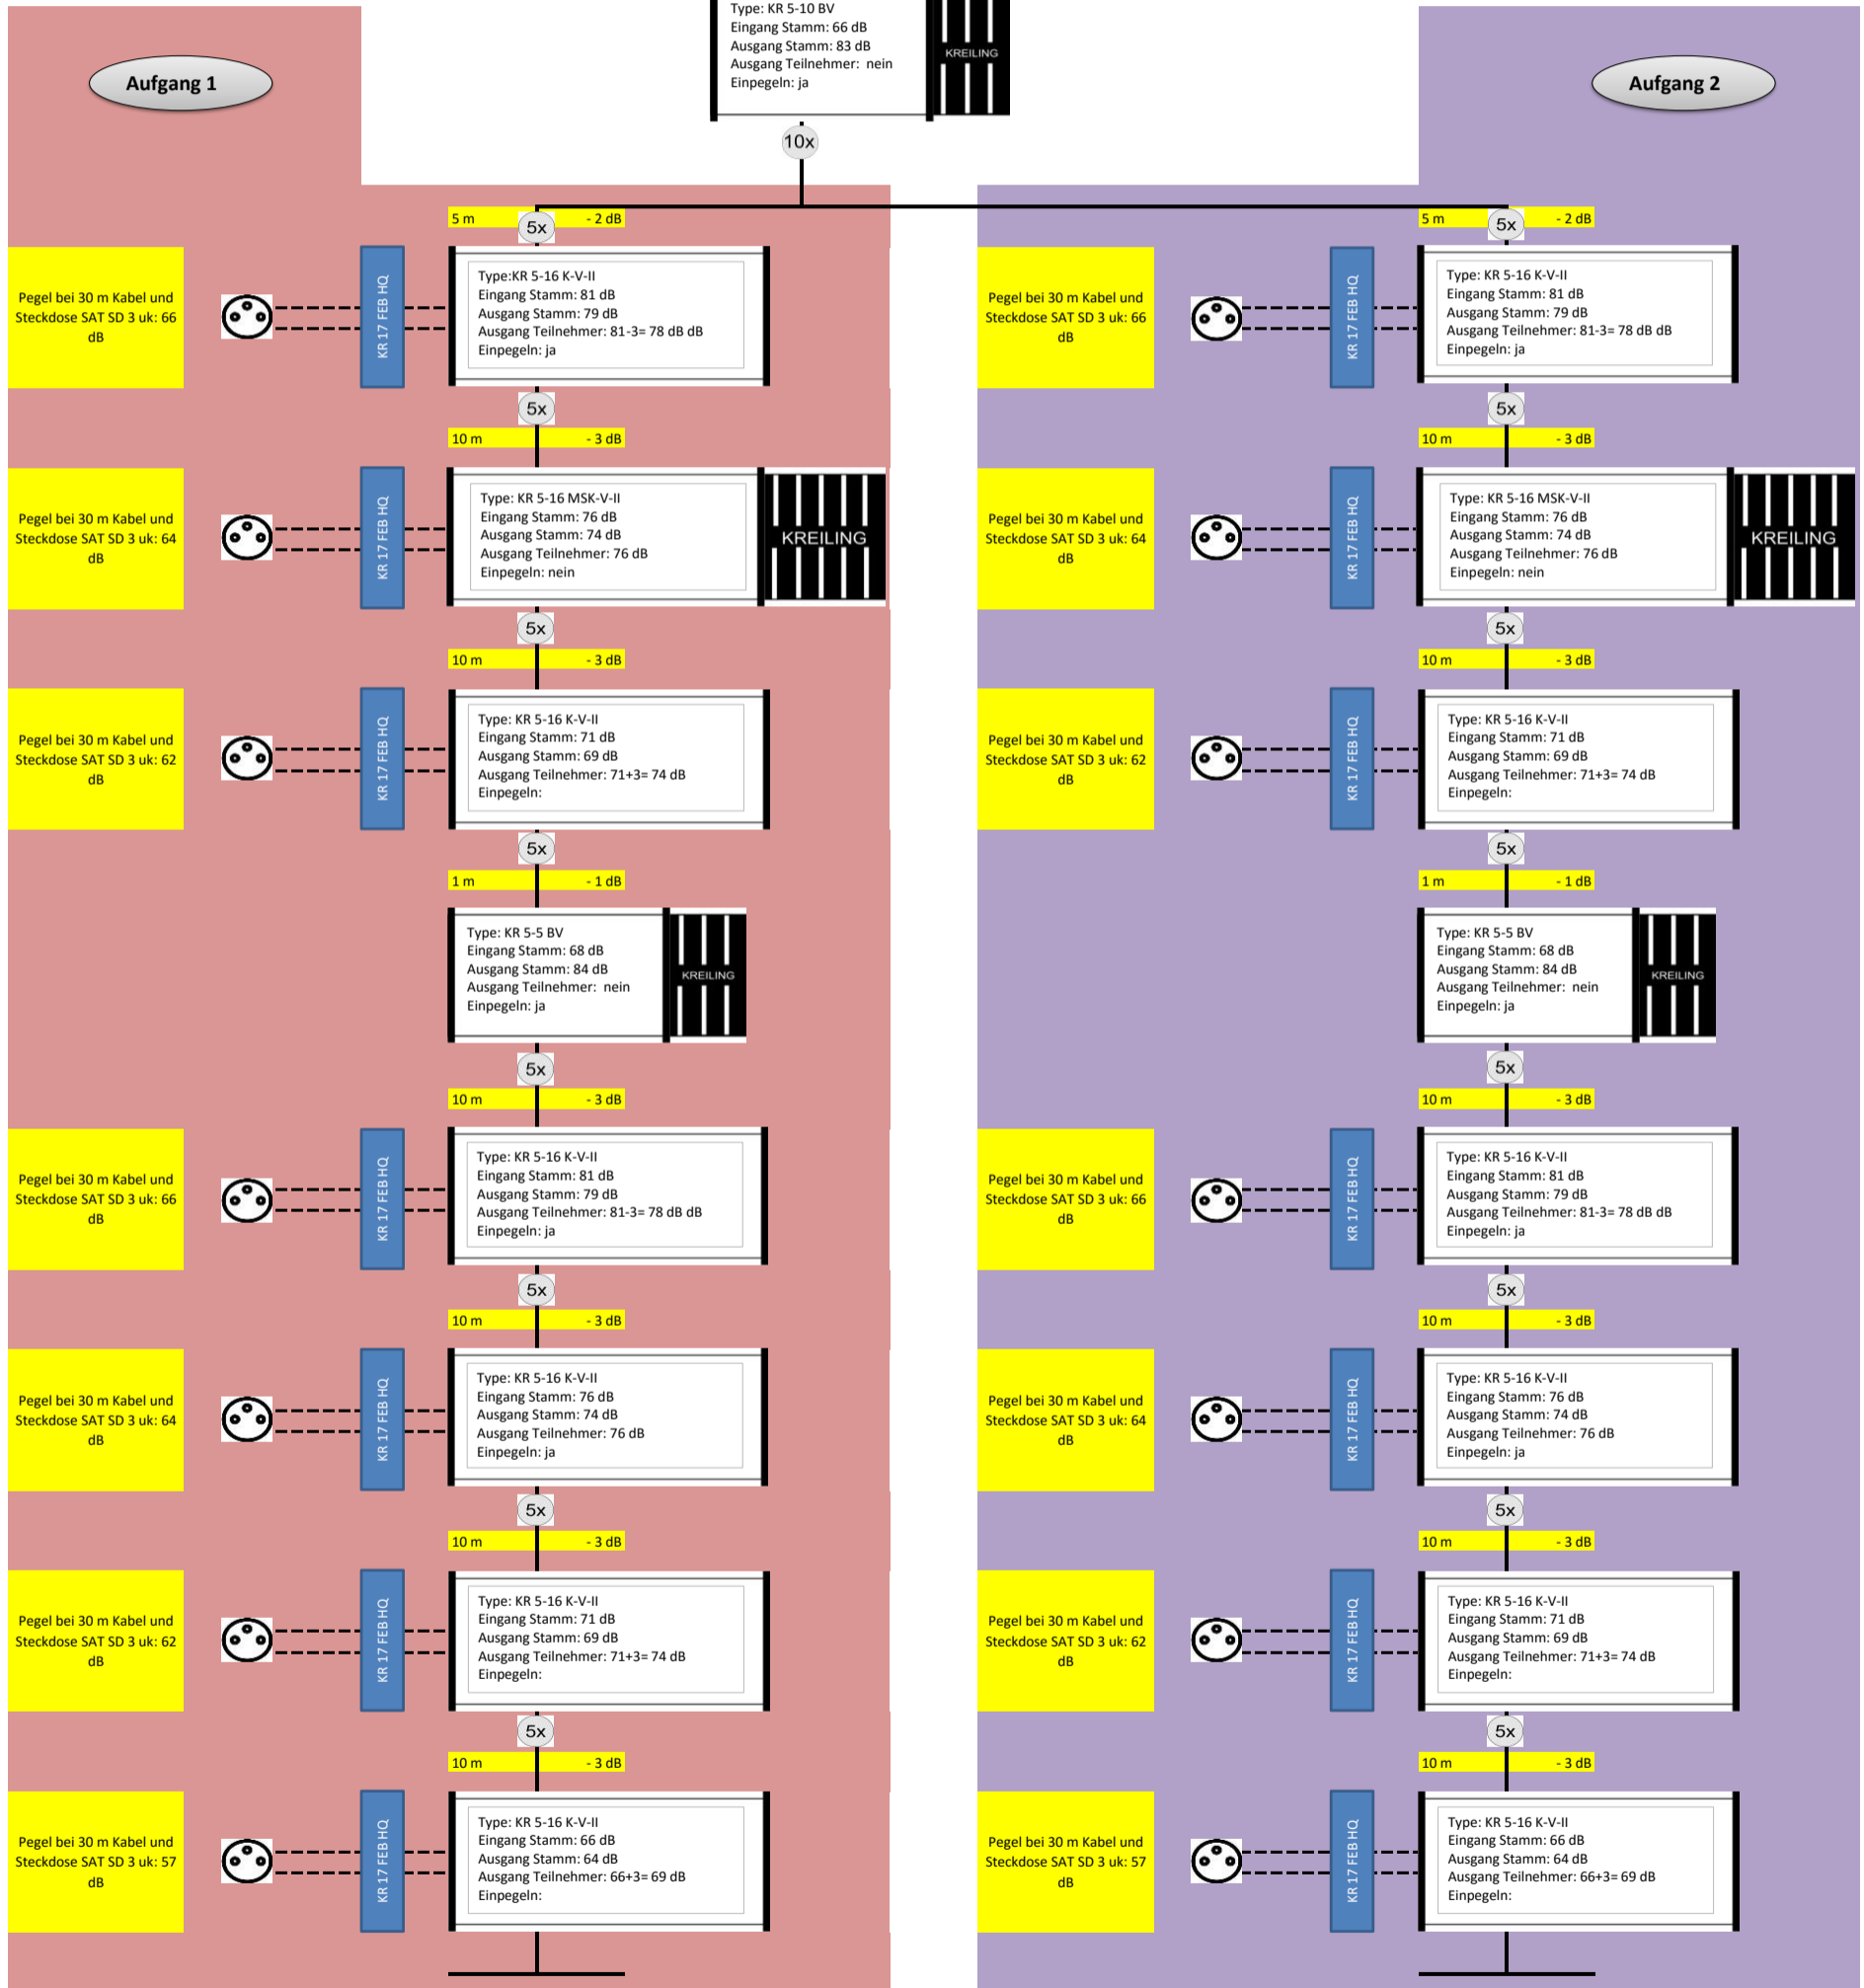 Type: KR 5-10 BV
Eingang Stamm: 66 dB
Ausgang Stamm: 83 dB
Ausgang Teilnehmer:  nein
Einpegeln: ja
KREILING
Aufgang 1
Aufgang 2
10x
5 m - 2 dB
5x
Pegel bei 30 m Kabel und
Steckdose SAT SD 3 uk: 66
dB
KR 17 FEB HQ
Type:KR 5-16 K-V-II
Eingang Stamm: 81 dB
Ausgang Stamm: 79 dB
Ausgang Teilnehmer: 81-3= 78 dB dB
Einpegeln: ja
5x
10 m - 3 dB
Pegel bei 30 m Kabel und
Steckdose SAT SD 3 uk: 64
dB
KR 17 FEB HQ
Type: KR 5-16 MSK-V-II
Eingang Stamm: 76 dB
Ausgang Stamm: 74 dB
Ausgang Teilnehmer: 76 dB
Einpegeln: nein
KREILING
5x
10 m - 3 dB
Pegel bei 30 m Kabel und
Steckdose SAT SD 3 uk: 62
dB
KR 17 FEB HQ
Type: KR 5-16 K-V-II
Eingang Stamm: 71 dB
Ausgang Stamm: 69 dB
Ausgang Teilnehmer: 71+3= 74 dB
Einpegeln:
5x
1 m - 1 dB
Type: KR 5-5 BV
Eingang Stamm: 68 dB
Ausgang Stamm: 84 dB
Ausgang Teilnehmer:  nein
Einpegeln: ja
KREILING
5x
10 m - 3 dB
Pegel bei 30 m Kabel und
Steckdose SAT SD 3 uk: 66
dB
KR 17 FEB HQ
Type: KR 5-16 K-V-II
Eingang Stamm: 81 dB
Ausgang Stamm: 79 dB
Ausgang Teilnehmer: 81-3= 78 dB dB
Einpegeln: ja
5x
10 m - 3 dB
Pegel bei 30 m Kabel und
Steckdose SAT SD 3 uk: 64
dB
KR 17 FEB HQ
Type: KR 5-16 K-V-II
Eingang Stamm: 76 dB
Ausgang Stamm: 74 dB
Ausgang Teilnehmer: 76 dB
Einpegeln: ja
5x
10 m - 3 dB
Pegel bei 30 m Kabel und
Steckdose SAT SD 3 uk: 62
dB
KR 17 FEB HQ
Type: KR 5-16 K-V-II
Eingang Stamm: 71 dB
Ausgang Stamm: 69 dB
Ausgang Teilnehmer: 71+3= 74 dB
Einpegeln:
5x
10 m - 3 dB
Pegel bei 30 m Kabel und
Steckdose SAT SD 3 uk: 57
dB
KR 17 FEB HQ
Type: KR 5-16 K-V-II
Eingang Stamm: 66 dB
Ausgang Stamm: 64 dB
Ausgang Teilnehmer: 66+3= 69 dB
Einpegeln:
5 m - 2 dB
5x
Pegel bei 30 m Kabel und
Steckdose SAT SD 3 uk: 66
dB
KR 17 FEB HQ
Type: KR 5-16 K-V-II
Eingang Stamm: 81 dB
Ausgang Stamm: 79 dB
Ausgang Teilnehmer: 81-3= 78 dB dB
Einpegeln: ja
5x
10 m - 3 dB
Pegel bei 30 m Kabel und
Steckdose SAT SD 3 uk: 64
dB
KR 17 FEB HQ
Type: KR 5-16 MSK-V-II
Eingang Stamm: 76 dB
Ausgang Stamm: 74 dB
Ausgang Teilnehmer: 76 dB
Einpegeln: nein
KREILING
5x
10 m - 3 dB
Pegel bei 30 m Kabel und
Steckdose SAT SD 3 uk: 62
dB
KR 17 FEB HQ
Type: KR 5-16 K-V-II
Eingang Stamm: 71 dB
Ausgang Stamm: 69 dB
Ausgang Teilnehmer: 71+3= 74 dB
Einpegeln:
5x
1 m - 1 dB
Type: KR 5-5 BV
Eingang Stamm: 68 dB
Ausgang Stamm: 84 dB
Ausgang Teilnehmer:  nein
Einpegeln: ja
KREILING
5x
10 m - 3 dB
Pegel bei 30 m Kabel und
Steckdose SAT SD 3 uk: 66
dB
KR 17 FEB HQ
Type: KR 5-16 K-V-II
Eingang Stamm: 81 dB
Ausgang Stamm: 79 dB
Ausgang Teilnehmer: 81-3= 78 dB dB
Einpegeln: ja
5x
10 m - 3 dB
Pegel bei 30 m Kabel und
Steckdose SAT SD 3 uk: 64
dB
KR 17 FEB HQ
Type: KR 5-16 K-V-II
Eingang Stamm: 76 dB
Ausgang Stamm: 74 dB
Ausgang Teilnehmer: 76 dB
Einpegeln: ja
5x
10 m - 3 dB
Pegel bei 30 m Kabel und
Steckdose SAT SD 3 uk: 62
dB
KR 17 FEB HQ
Type: KR 5-16 K-V-II
Eingang Stamm: 71 dB
Ausgang Stamm: 69 dB
Ausgang Teilnehmer: 71+3= 74 dB
Einpegeln:
5x
10 m - 3 dB
Pegel bei 30 m Kabel und
Steckdose SAT SD 3 uk: 57
dB
KR 17 FEB HQ
Type: KR 5-16 K-V-II
Eingang Stamm: 66 dB
Ausgang Stamm: 64 dB
Ausgang Teilnehmer: 66+3= 69 dB
Einpegeln: